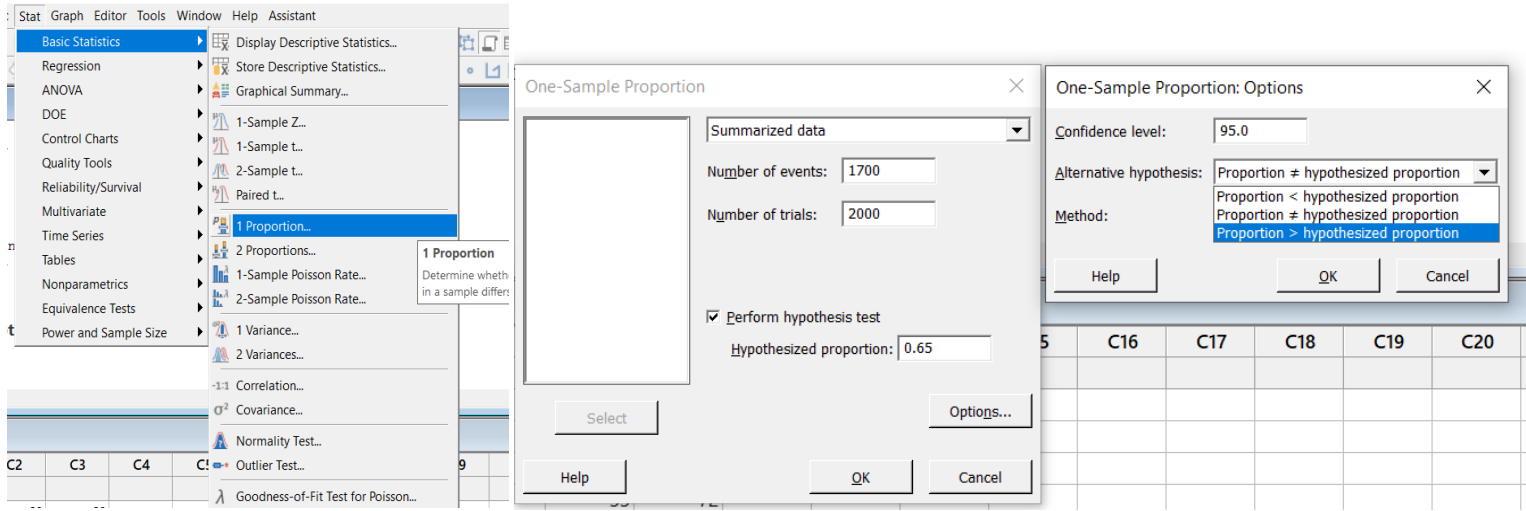 Stat Graph Editor Tools Window Help Assistant
Basic Statistics
Regression
ANOVA
DOE
Control Charts
Quality Tools
Reliability/Survival
Multivariate
Time Series
Tables
Nonparametrics
Equivalence Tests
Power and Sample Size
Display Descriptive Statistics...
Store Descriptive Statistics...
Graphical Summary...
1-Sample Z...
1-Sample t...
2-Sample t...
Paired t...
1 Proportion...
2 Proportions...
1-Sample Poisson Rate...
2-Sample Poisson Rate...
1 Variance...
2 Variances...
Correlation...
Covariance...
Normality Test...
Outlier Test...
Goodness-of-Fit Test for Poisson...
1 Proportion
Determine wheth
in a sample differs
C2 C3 C4 C5 9
One-Sample Proportion
Summarized data
Number of events: 1700
Number of trials: 2000
Perform hypothesis test
Hypothesized proportion: 0.65
Select
Options...
Help OK Cancel
One-Sample Proportion: Options
Confidence level: 95.0
Alternative hypothesis: Proportion ≠ hypothesized proportion
Proportion < hypothesized proportion
Proportion ≠ hypothesized proportion
Proportion > hypothesized proportion
Method:
Help OK Cancel
5 C16 C17 C18 C19 C20